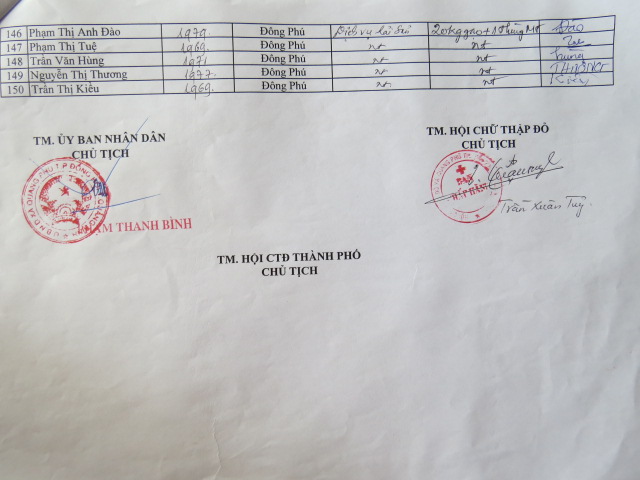 146 Phạm Thị Anh Đào 1979. Đông Phú Dịch vụ hải sản 20kg gạo + 1 thùng mt Đào
147 Phạm Thị Tuệ 1969. Đông Phú nt nt Tuệ
148 Trần Văn Hùng 1971 Đông Phú nt nt hùng
149 Nguyễn Thị Thương 1977. Đông Phú nt nt THƯƠNG
150 Trần Thị Kiều 1969. Đông Phú nt nt Kiều
TM. ỦY BAN NHÂN DÂN
CHỦ TỊCH
TM. HỘI CHỮ THẬP ĐỎ
CHỦ TỊCH
THANH BÌNH
Trần Xuân Tuý
TM. HỘI CTĐ THÀNH PHỐ
CHỦ TỊCH